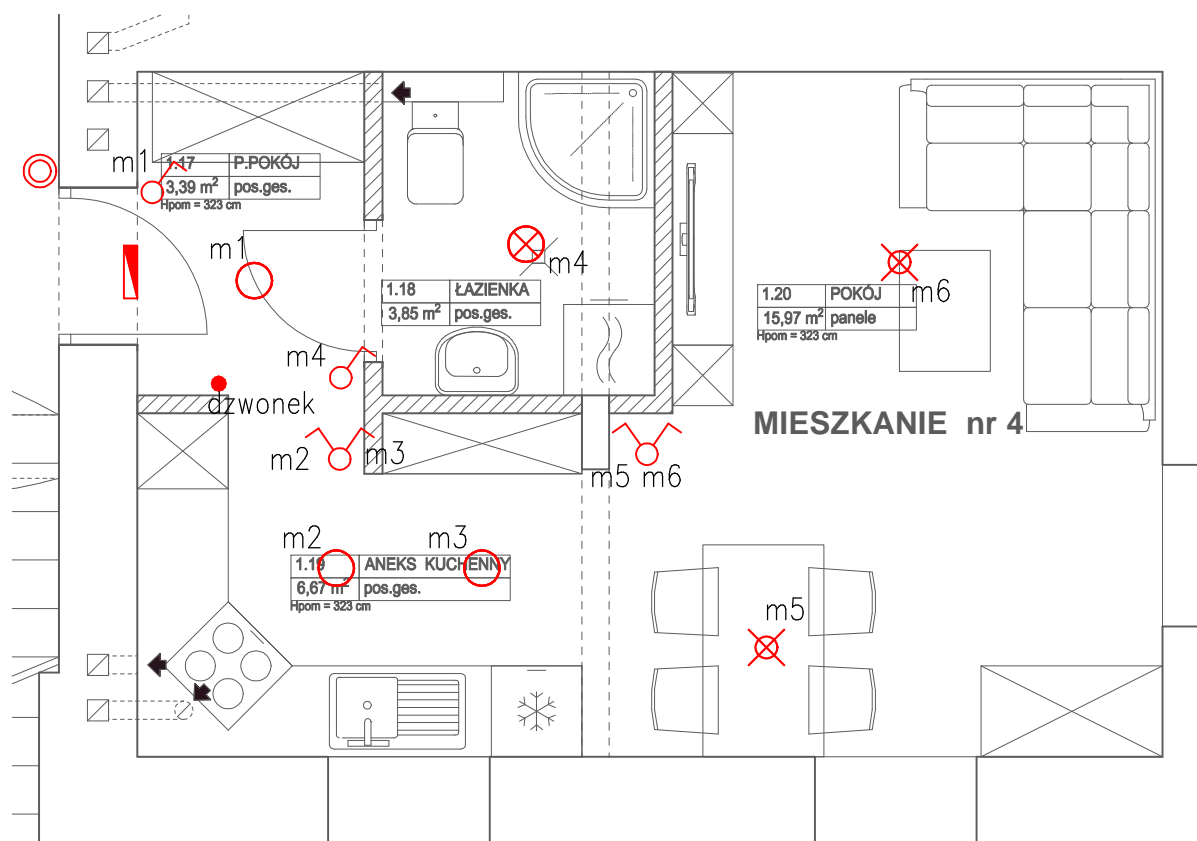 m1
1.17 P.POKÓJ
3,39 m² pos.ges.
Hpom = 323 cm
m1
m4
1.18 ŁAZIENKA
3,85 m² pos.ges.
m6
1.20 POKÓJ
15,97 m² panele
Hpom = 323 cm
m4
dzwonek
MIESZKANIE nr 4
m2 m3
m5 m6
m2 m3
1.19 ANEKS KUCHENNY
6,67 m² pos.ges.
Hpom = 323 cm
m5